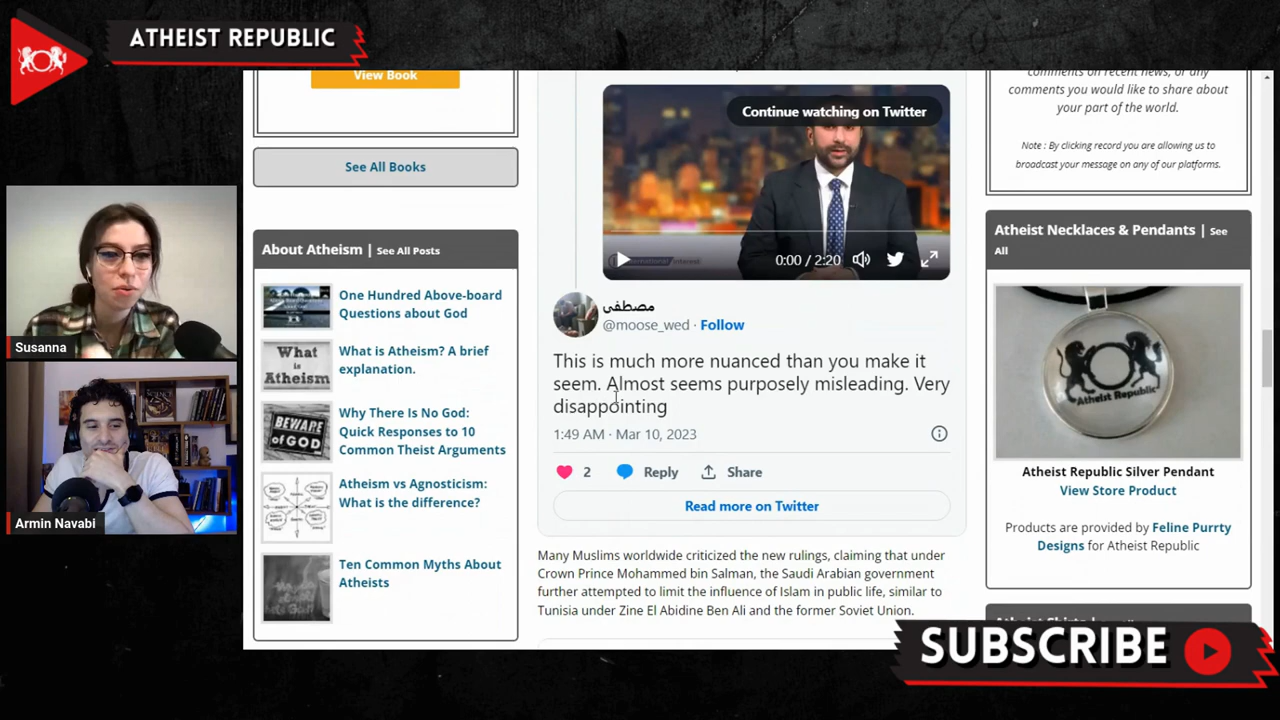 ATHEIST REPUBLIC
View Book
See All Books
About Atheism | See All Posts
One Hundred Above-board
Questions about God
What is Atheism? A brief
explanation.
What
is
Atheism
Why There Is No God:
Quick Responses to 10
Common Theist Arguments
BEWARE
of GOD
Atheism vs Agnosticism:
What is the difference?
Ten Common Myths About
Atheists
Susanna
Armin Navabi
Continue watching on Twitter
0:00 / 2:20
مصطفى
@moose_wed · Follow
This is much more nuanced than you make it
seem. Almost seems purposely misleading. Very
disappointing
1:49 AM · Mar 10, 2023
2 Reply Share
Read more on Twitter
Many Muslims worldwide criticized the new rulings, claiming that under
Crown Prince Mohammed bin Salman, the Saudi Arabian government
further attempted to limit the influence of Islam in public life, similar to
Tunisia under Zine El Abidine Ben Ali and the former Soviet Union.
comments on recent news, or any
comments you would like to share about
your part of the world.
Note : By clicking record you are allowing us to
broadcast your message on any of our platforms.
Atheist Necklaces & Pendants | See
All
Atheist Republic
Atheist Republic Silver Pendant
View Store Product
Products are provided by Feline Purrty
Designs for Atheist Republic
SUBSCRIBE